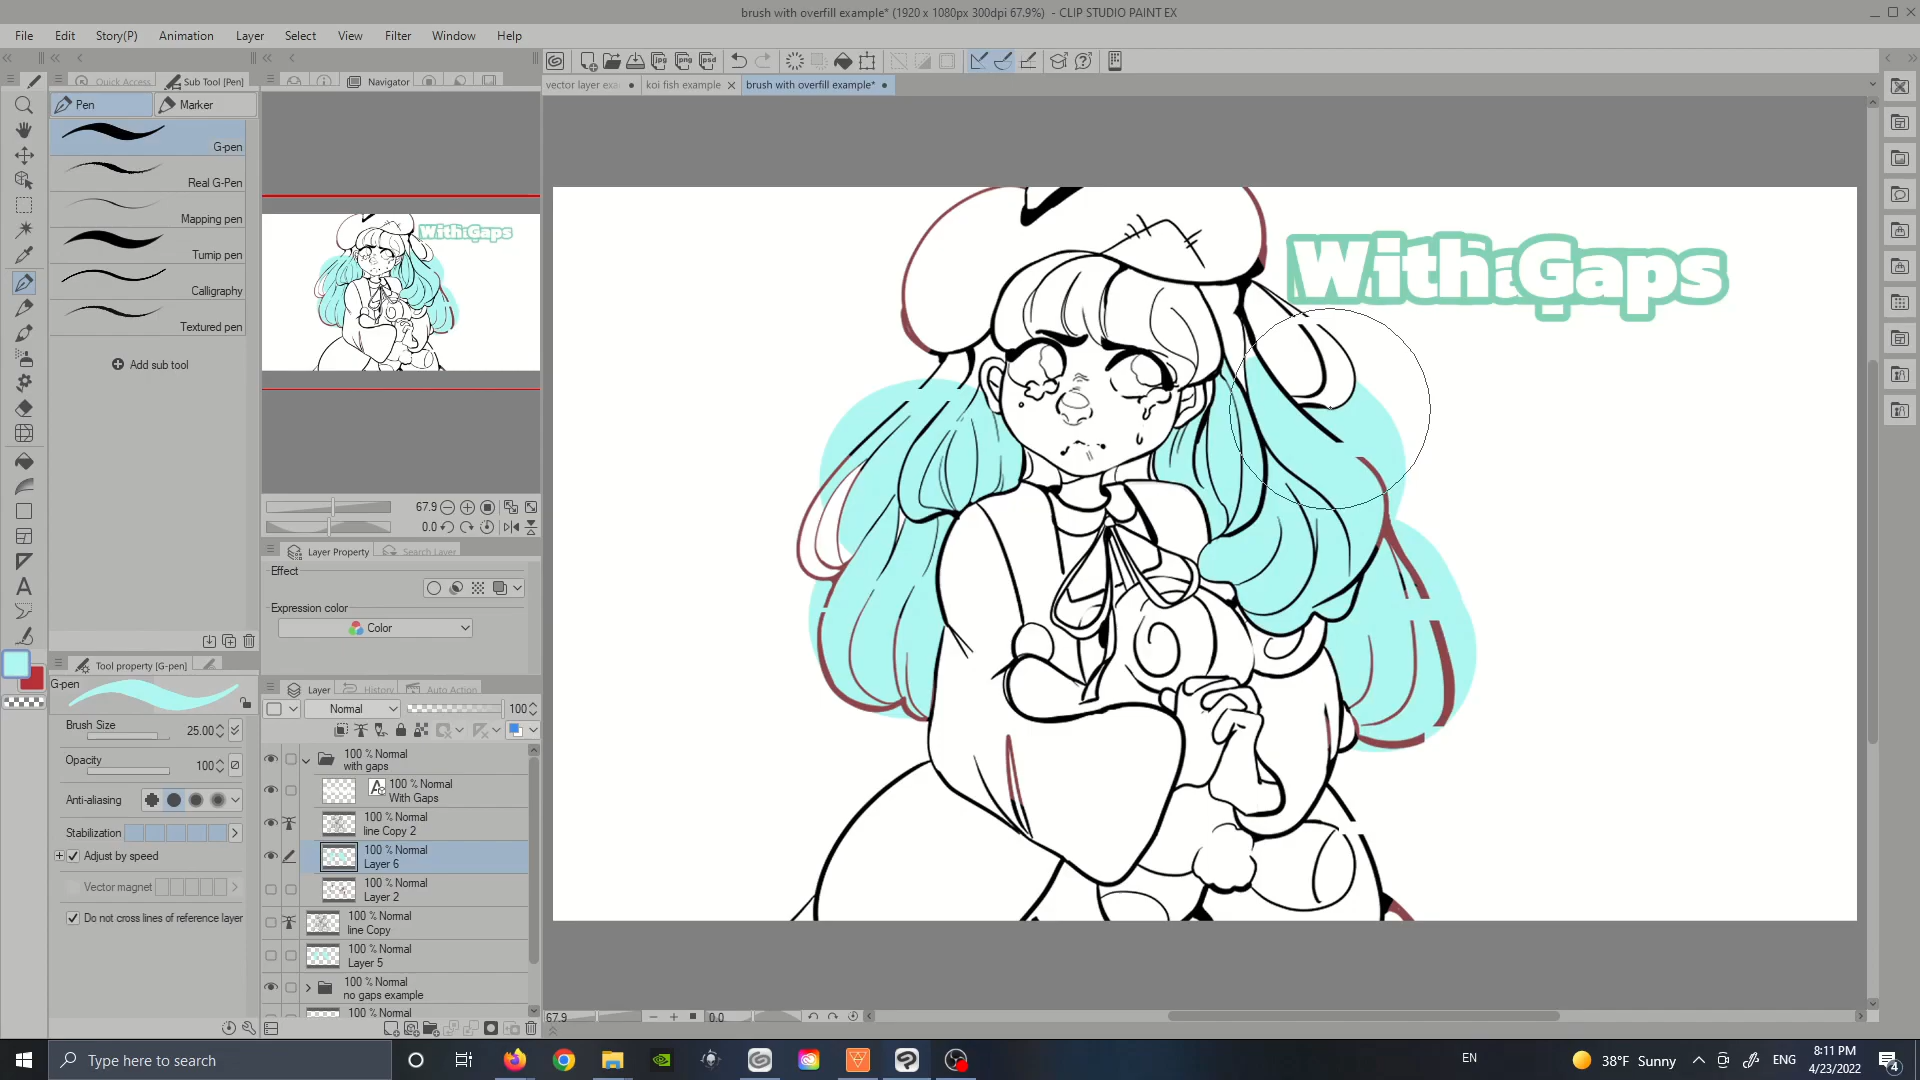 brush with overfill example* (1920 x 1080px 300dpi 67.9%) - CLIP STUDIO PAINT EX
File Edit Story(P) Animation Layer Select View Filter Window Help
Quick Access Sub Tool [Pen] Navigator
vector layer exa koi fish example brush with overfill example*
Pen Marker
G-pen
Real G-Pen
Mapping pen
Turnip pen
Calligraphy
Textured pen
Add sub tool
With Gaps
With Gaps
67.9
0.0
Layer Property Search Layer
Effect
Expression color
Color
Tool property [G-pen]
G-pen
Brush Size 25.00
Opacity 100
Anti-aliasing
Stabilization
Adjust by speed
Vector magnet
Do not cross lines of reference layer
Layer History Auto Action
Normal 100
100 % Normal
with gaps
100 % Normal
With Gaps
100 % Normal
line Copy 2
100 % Normal
Layer 6
100 % Normal
Layer 2
100 % Normal
line Copy
100 % Normal
Layer 5
100 % Normal
no gaps example
100 % Normal
67.9 0.0
Type here to search
EN
38°F Sunny
ENG
8:11 PM
4/23/2022
4